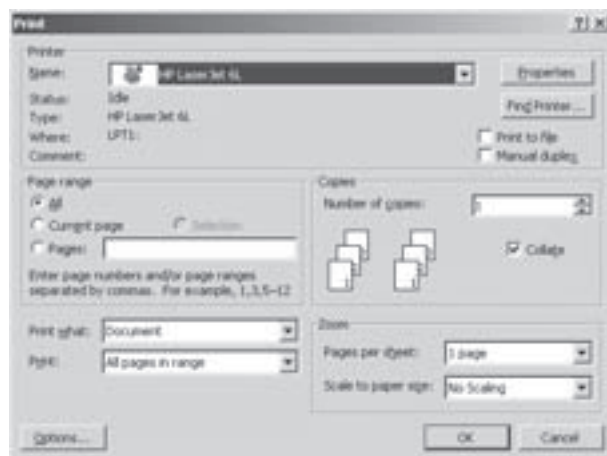 Print
Printer
Name: HP LaserJet 6L Properties
Status: Idle
Type: HP LaserJet 6L Find Printer...
Where: LPT1:
Comment:
Print to file
Manual duplex
Page range
All
Current page Selection
Pages:
Enter page numbers and/or page ranges
separated by commas. For example, 1,3,5-12
Copies
Number of copies: 1
Collate
Print what: Document
Print: All pages in range
Zoom
Pages per sheet: 1 page
Scale to paper size: No Scaling
Options... OK Cancel